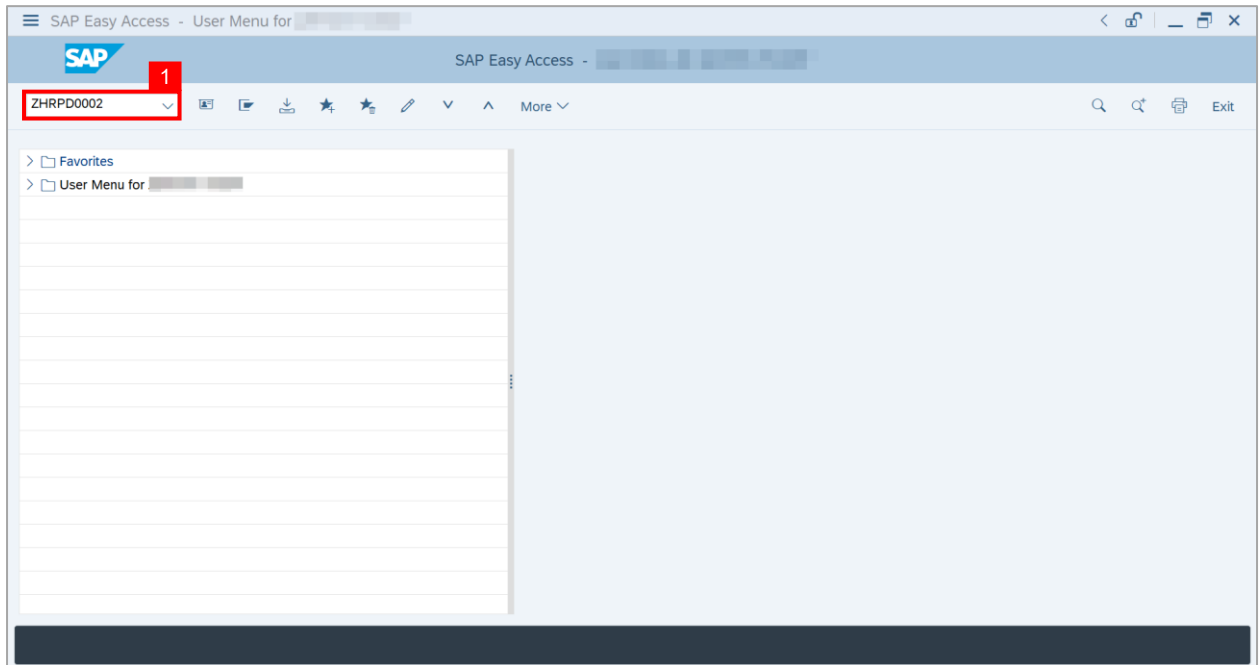 SAP Easy Access - User Menu for
SAP
SAP Easy Access -
1
ZHRPD0002
More
Exit
Favorites
User Menu for